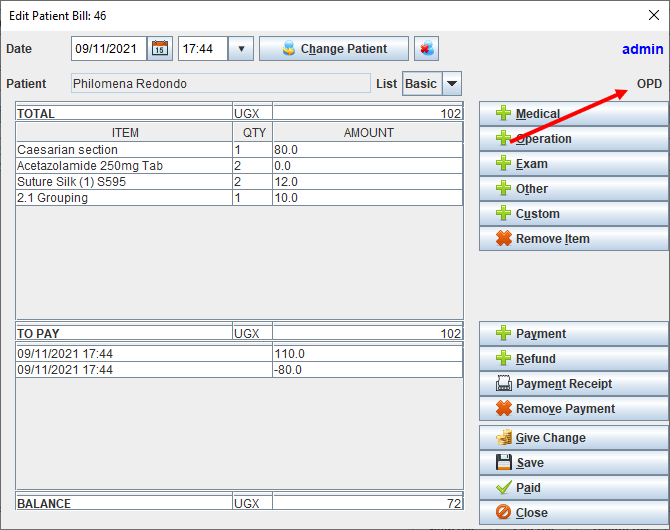 Edit Patient Bill: 46
Date 09/11/2021 15 17:44 Change Patient admin
Patient Philomena Redondo List Basic OPD
TOTAL UGX 102
ITEM QTY AMOUNT
Caesarian section 1 80.0
Acetazolamide 250mg Tab 2 0.0
Suture Silk (1) S595 2 12.0
2.1 Grouping 1 10.0
Medical
Operation
Exam
Other
Custom
Remove Item
TO PAY UGX 102
09/11/2021 17:44 110.0
09/11/2021 17:44 -80.0
BALANCE UGX 72
Payment
Refund
Payment Receipt
Remove Payment
Give Change
Save
Paid
Close